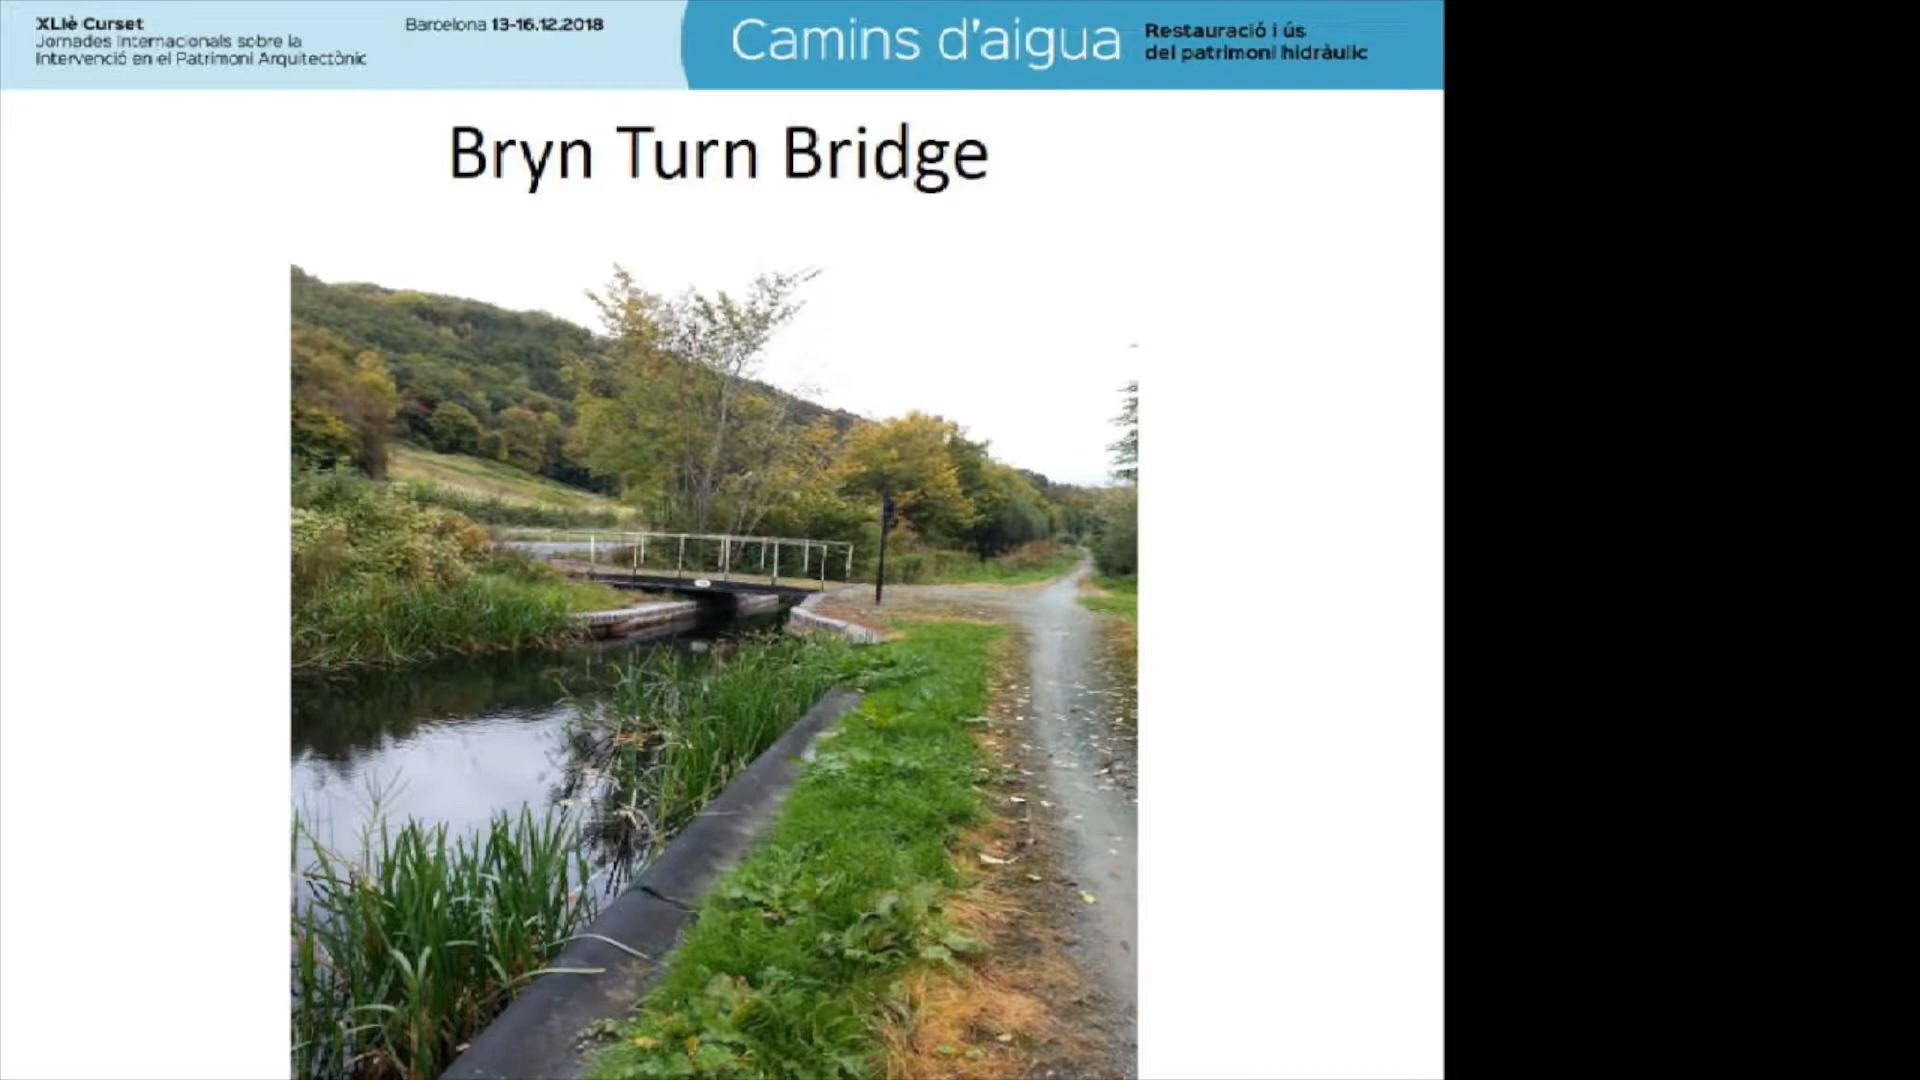 XLIè Curset
Jornades Internacionals sobre la
Intervenció en el Patrimoni Arquitectònic
Barcelona 13-16.12.2018
Camins d'aigua
Restauració i ús
del patrimoni hidràulic
Bryn Turn Bridge